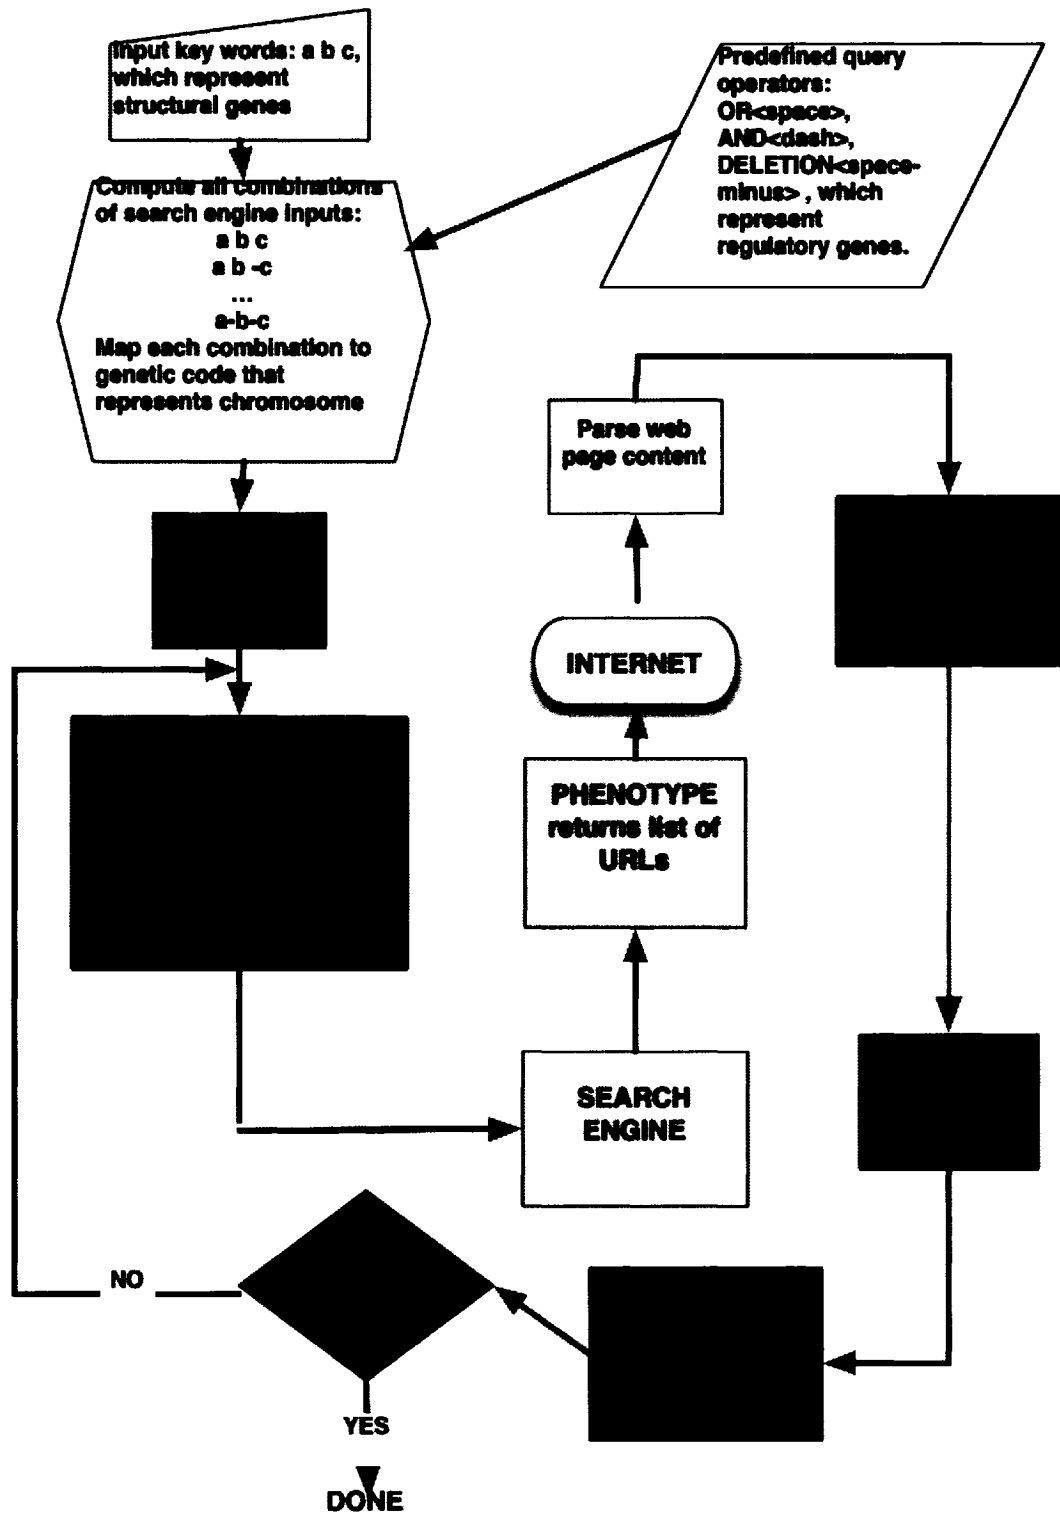 Input key words: a b c,
which represent
structural genes
Predefined query
operators:
OR<space>,
AND<dash>,
DELETION<space-
minus> , which
represent
regulatory genes.
Compute all combinations
of search engine inputs:
a b c
a b -c
...
a-b-c
Map each combination to
genetic code that
represents chromosome
Parse web
page content
INTERNET
PHENOTYPE
returns list of
URLs
SEARCH
ENGINE
NO
YES
DONE